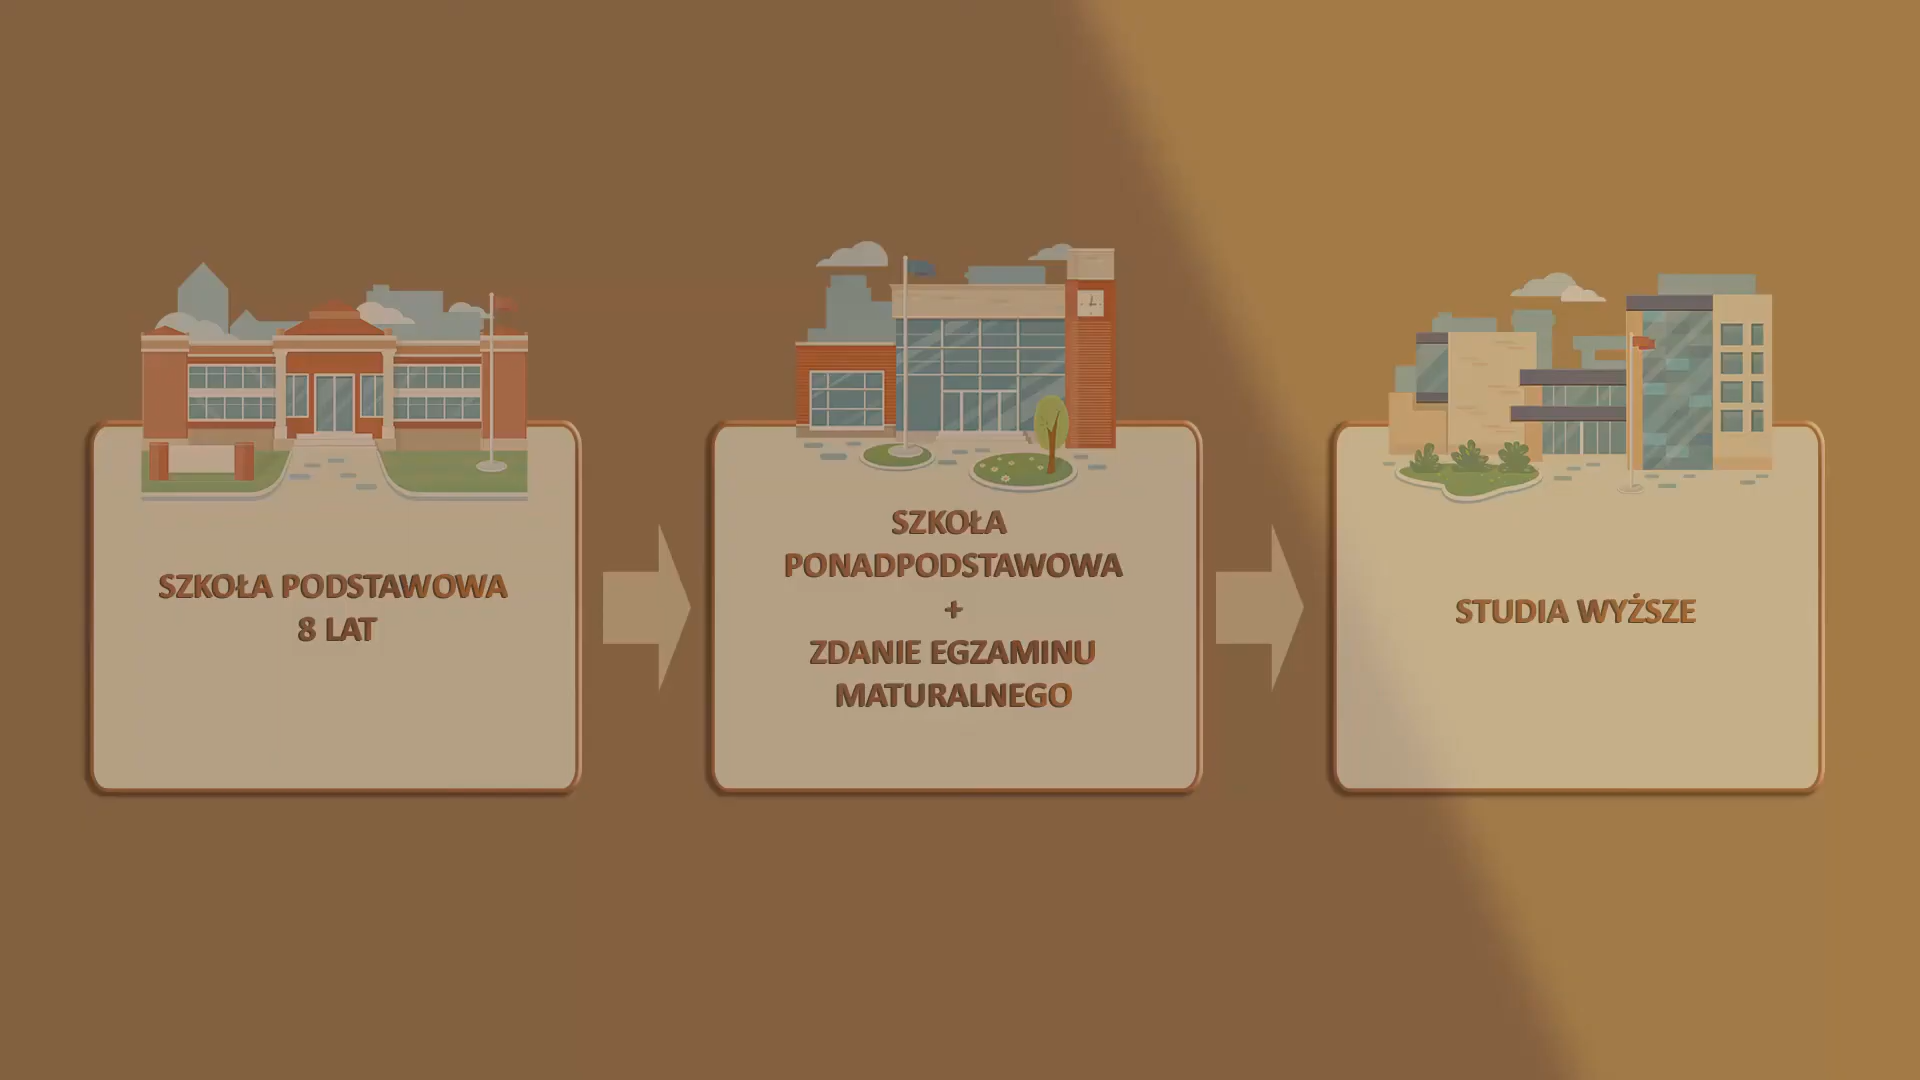 SZKOŁA PODSTAWOWA
8 LAT
SZKOŁA
PONADPODSTAWOWA
+
ZDANIE EGZAMINU
MATURALNEGO
STUDIA WYŻSZE